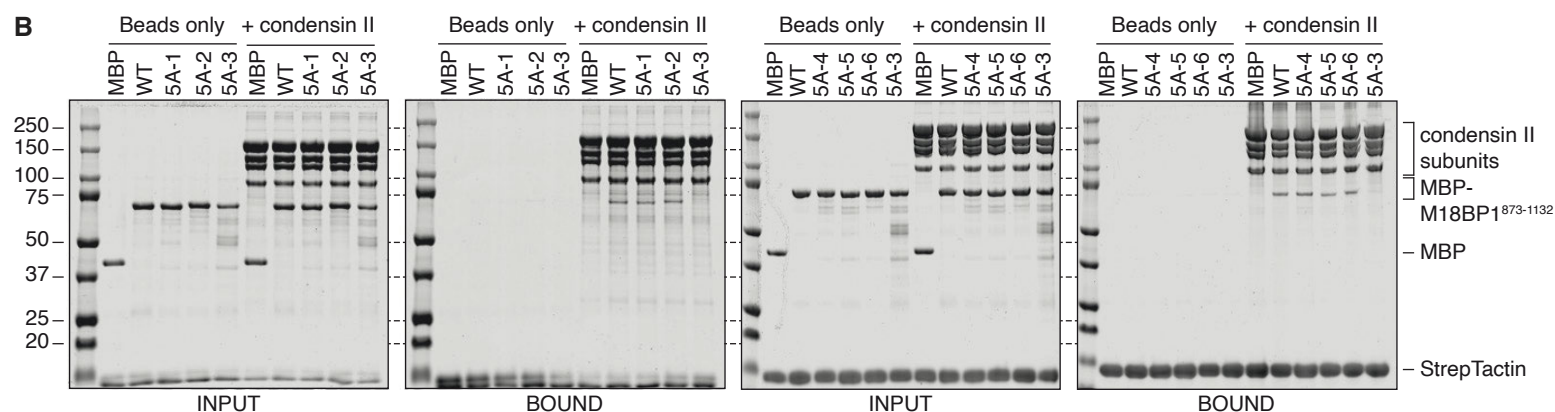 B
Beads only + condensin II
MBP WT 5A-1 5A-2 5A-3 MBP WT 5A-1 5A-2 5A-3
250
150
100
75
50
37
25
20
INPUT
Beads only + condensin II
MBP WT 5A-1 5A-2 5A-3 MBP WT 5A-1 5A-2 5A-3
BOUND
Beads only + condensin II
MBP WT 5A-4 5A-5 5A-6 5A-3 MBP WT 5A-4 5A-5 5A-6 5A-3
INPUT
Beads only + condensin II
MBP WT 5A-4 5A-5 5A-6 5A-3 MBP WT 5A-4 5A-5 5A-6 5A-3
BOUND
condensin II
subunits
MBP-
M18BP1873-1132
MBP
StrepTactin